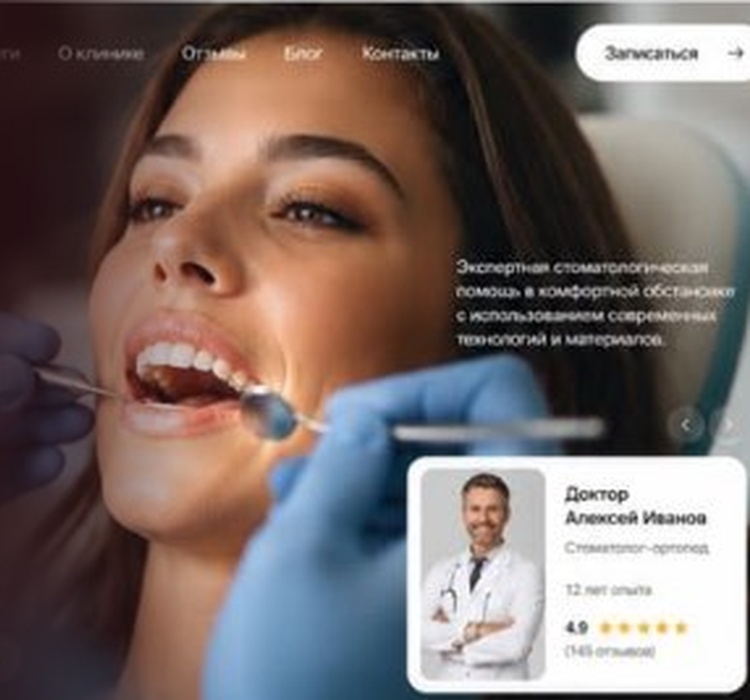 О клинике
Отзывы
Блог
Контакты
Записаться →
Экспертная стоматологическая
помощь в комфортной обстановке
с использованием современных
технологий и материалов.
Доктор
Алексей Иванов
Стоматолог-ортопед
12 лет опыта
4.9 ★★★★★
(145 отзывов)